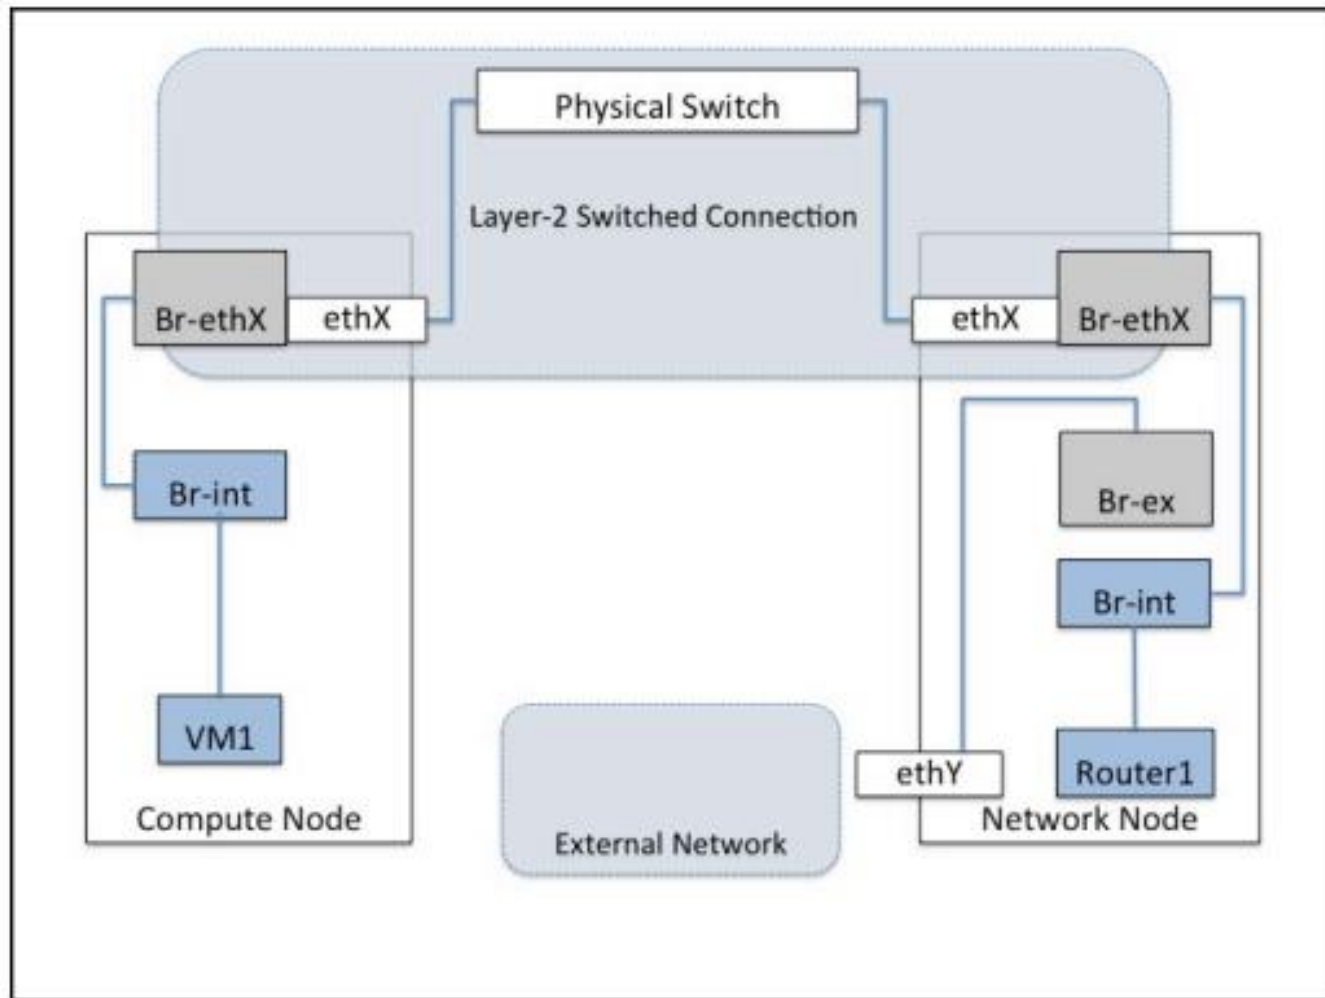 Physical Switch
Layer-2 Switched Connection
Br-ethX
ethX
ethX
Br-ethX
Br-int
Br-ex
Br-int
VM1
ethY
Router1
Compute Node
Network Node
External Network